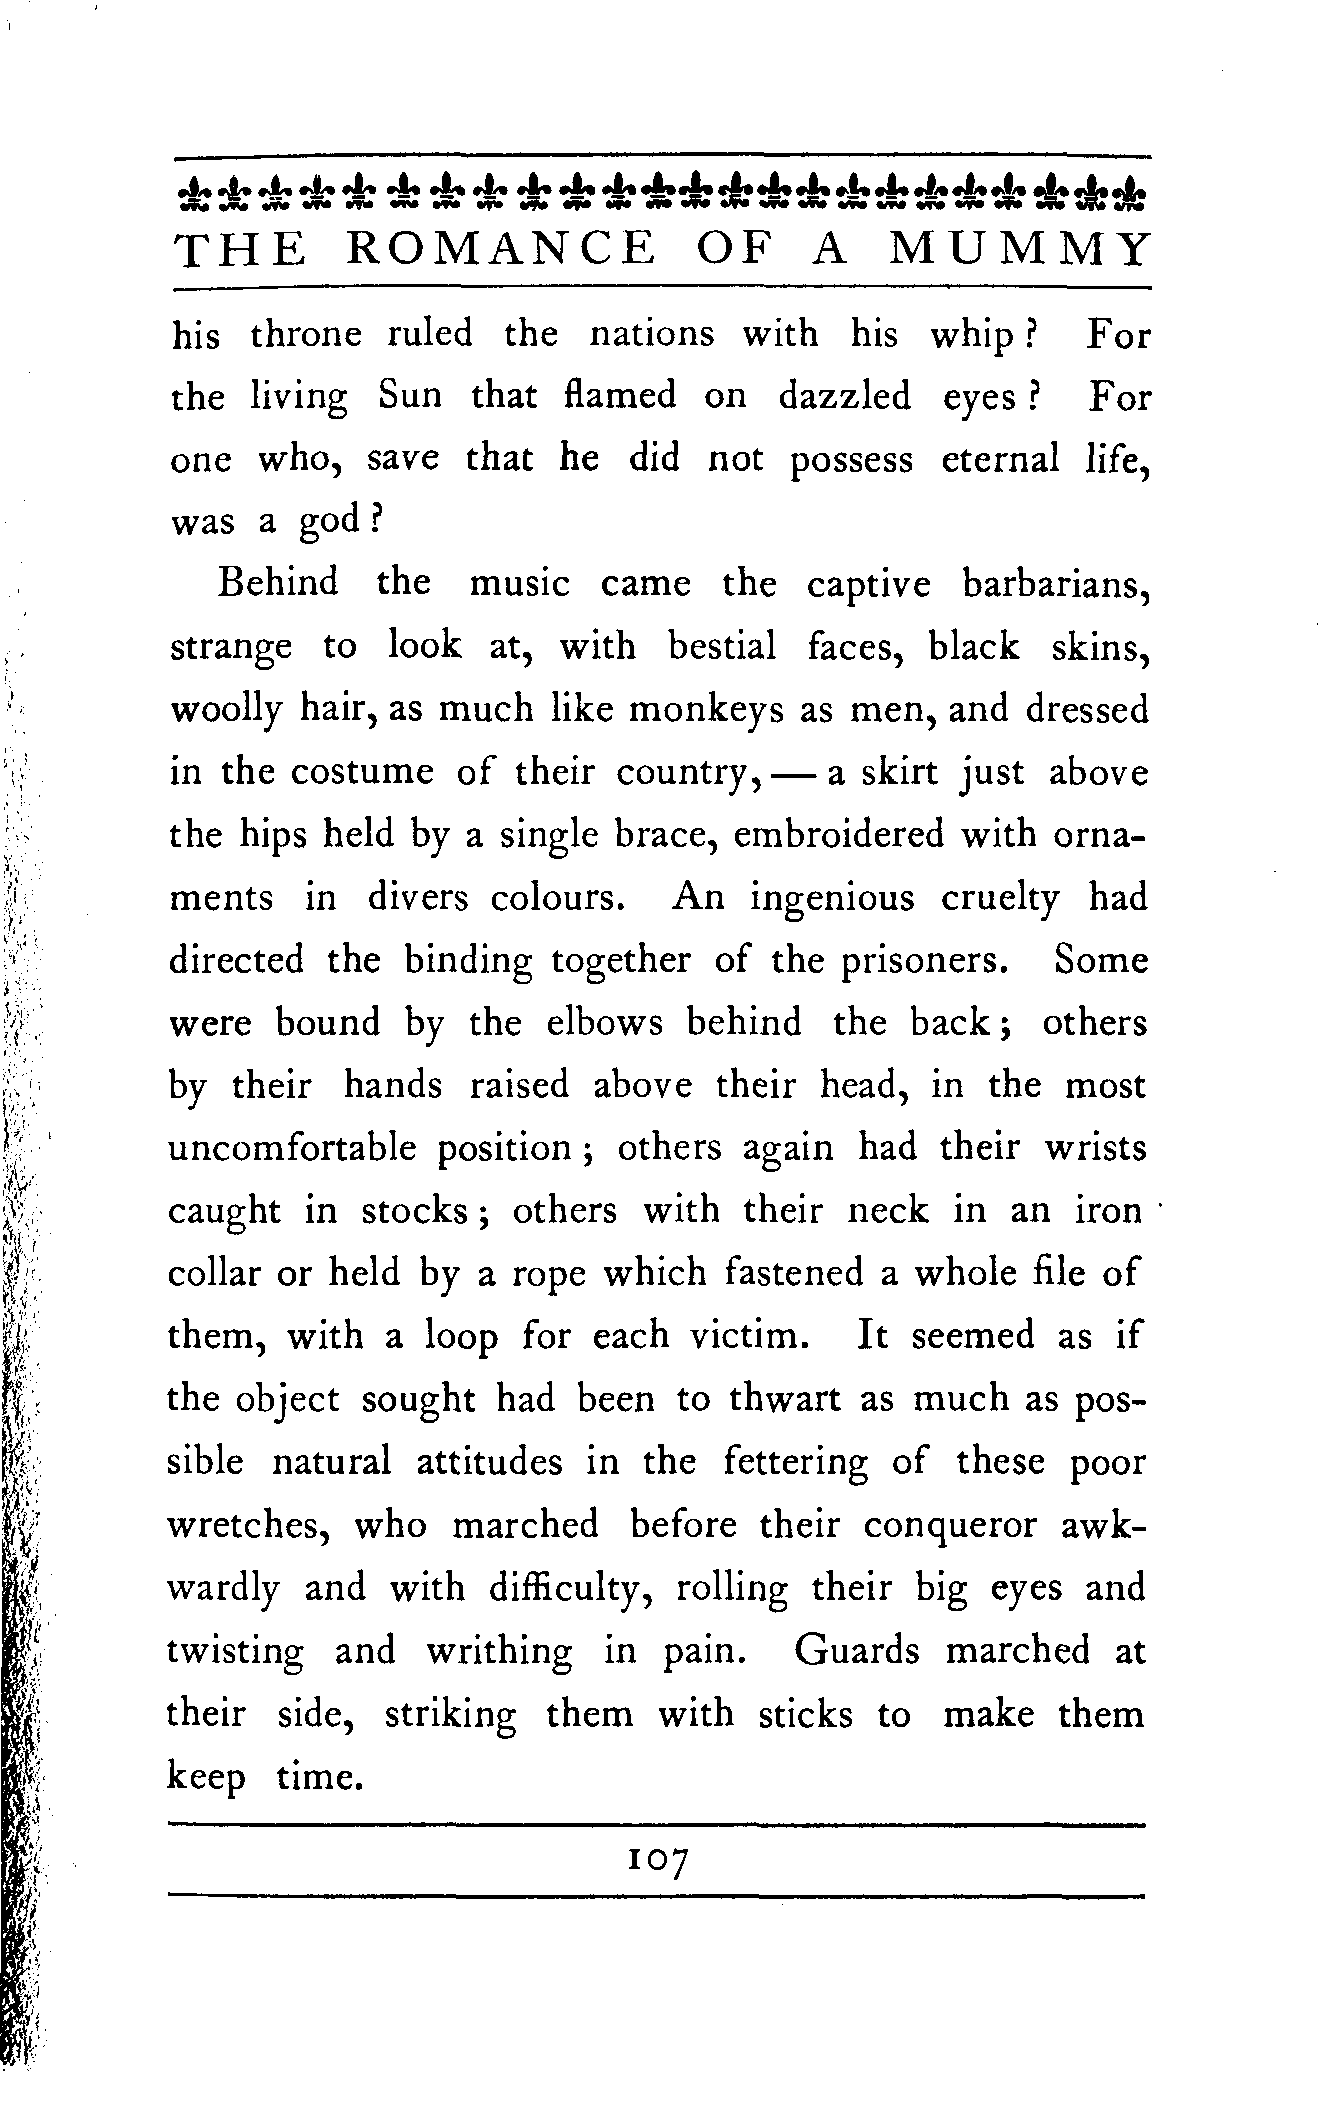 THE ROMANCE OF A MUMMY
his throne ruled the nations with his whip? For
the living Sun that flamed on dazzled eyes? For
one who, save that he did not possess eternal life,
was a god?
Behind the music came the captive barbarians,
strange to look at, with bestial faces, black skins,
woolly hair, as much like monkeys as men, and dressed
in the costume of their country, — a skirt just above
the hips held by a single brace, embroidered with orna-
ments in divers colours. An ingenious cruelty had
directed the binding together of the prisoners. Some
were bound by the elbows behind the back; others
by their hands raised above their head, in the most
uncomfortable position; others again had their wrists
caught in stocks; others with their neck in an iron
collar or held by a rope which fastened a whole file of
them, with a loop for each victim. It seemed as if
the object sought had been to thwart as much as pos-
sible natural attitudes in the fettering of these poor
wretches, who marched before their conqueror awk-
wardly and with difficulty, rolling their big eyes and
twisting and writhing in pain. Guards marched at
their side, striking them with sticks to make them
keep time.
107